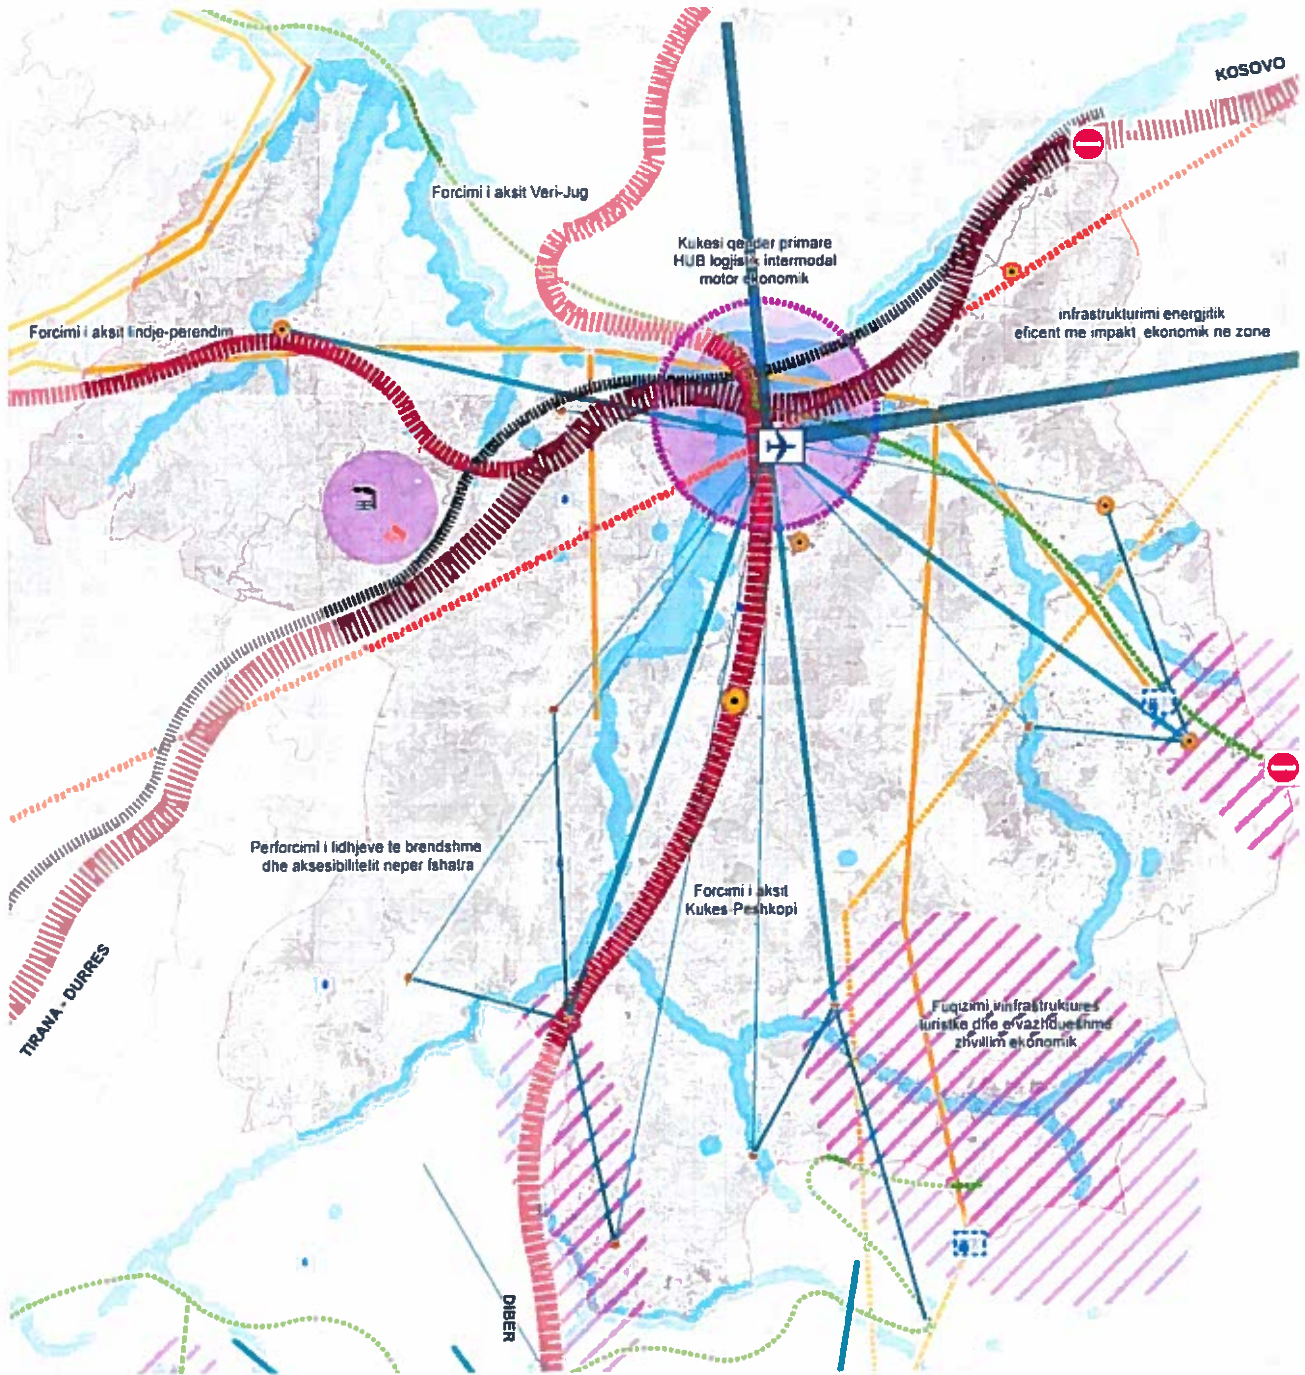 KOSOVO
Forcimi i aksit Veri-Jug
Kukesi qender primare
HUB logjistik intermodal
motor ekonomik
infrastrukturimi energjitik
eficent me impakt ekonomik ne zone
Forcimi i aksit lindje-perendim
Perforcimi i lidhjeve te brendshme
dhe aksesibilitetit neper fshatra
Forcimi i aksit
Kukes-Peshkopi
TIRANA - DURRES
Fuqizimi i infrastruktures
turistke dhe e vazhdueshme
zhvillim ekonomik
DIBER